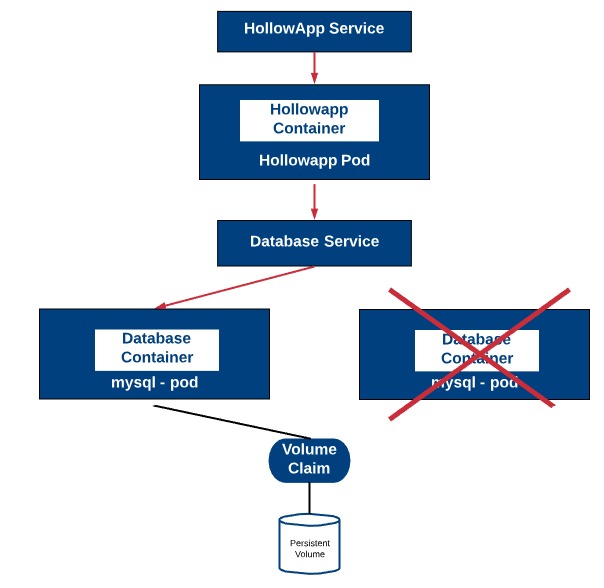 HollowApp Service
Hollowapp
Container
Hollowapp Pod
Database Service
Database
Container
mysql - pod
Database
Container
mysql - pod
Volume
Claim
Persistent
Volume